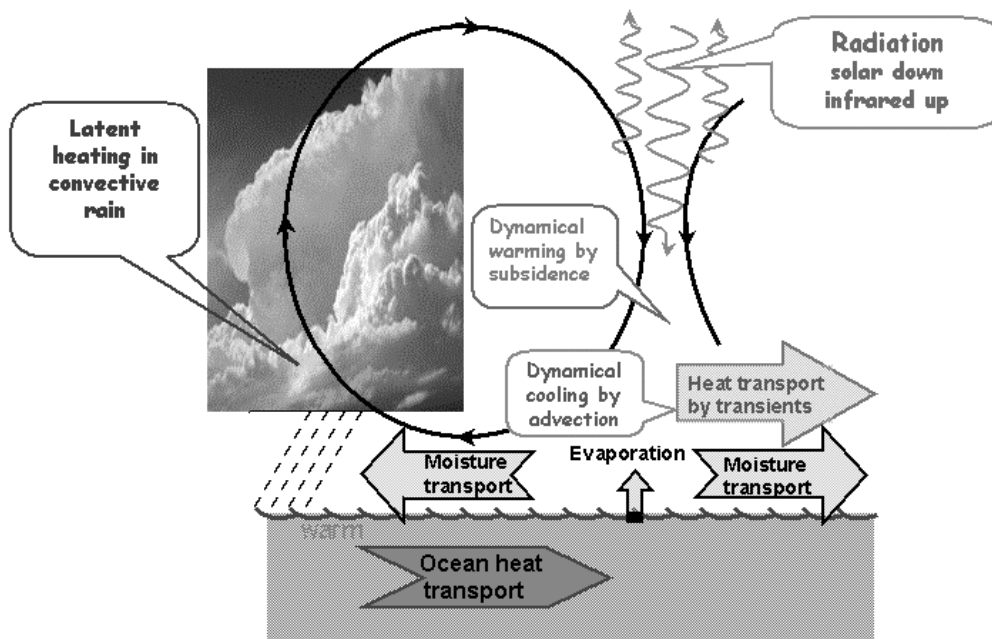 Radiation
solar down
infrared up
Latent
heating in
convective
rain
Dynamical
warming by
subsidence
Dynamical
cooling by
advection
Heat transport
by transients
Evaporation
Moisture
transport
Moisture
transport
warm
Ocean heat
transport